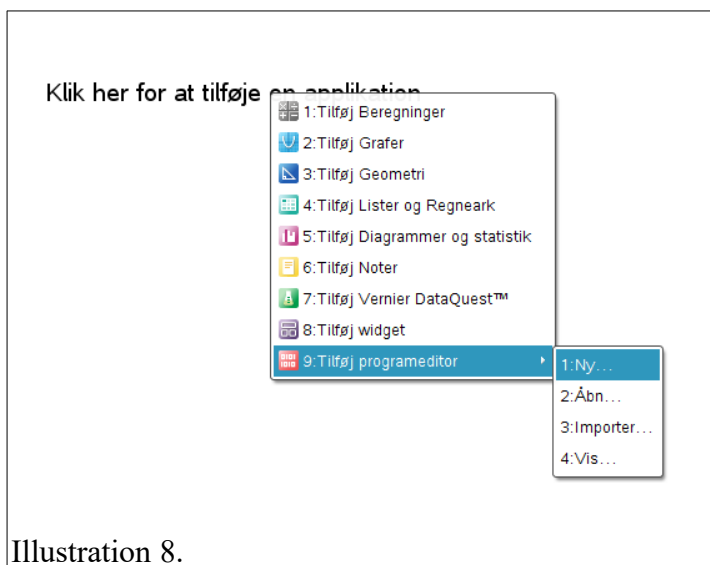 Klik her for at tilføje en applikation
1:Tilføj Beregninger
2:Tilføj Grafer
3:Tilføj Geometri
4:Tilføj Lister og Regneark
5:Tilføj Diagrammer og statistik
6:Tilføj Noter
7:Tilføj Vernier DataQuest™
8:Tilføj widget
9:Tilføj programeditor
1:Ny...
2:Åbn...
3:Importer...
4:Vis...
Illustration 8.